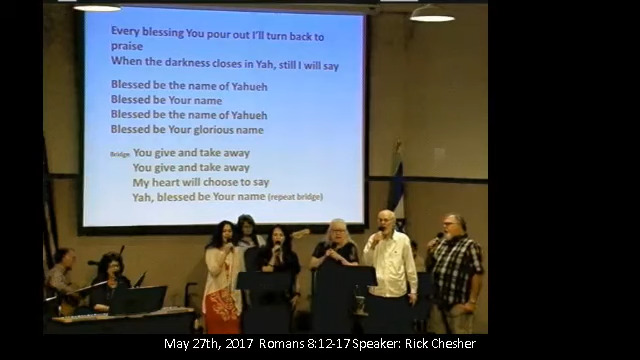 Every blessing You pour out I'll turn back to
praise
When the darkness closes in Yah, still I will say
Blessed be the name of Yahueh
Blessed be Your name
Blessed be the name of Yahueh
Blessed be Your glorious name
Bridge You give and take away
You give and take away
My heart will choose to say
Yah, blessed be Your name (repeat bridge)
May 27th, 2017 Romans 8:12-17 Speaker: Rick Chesher